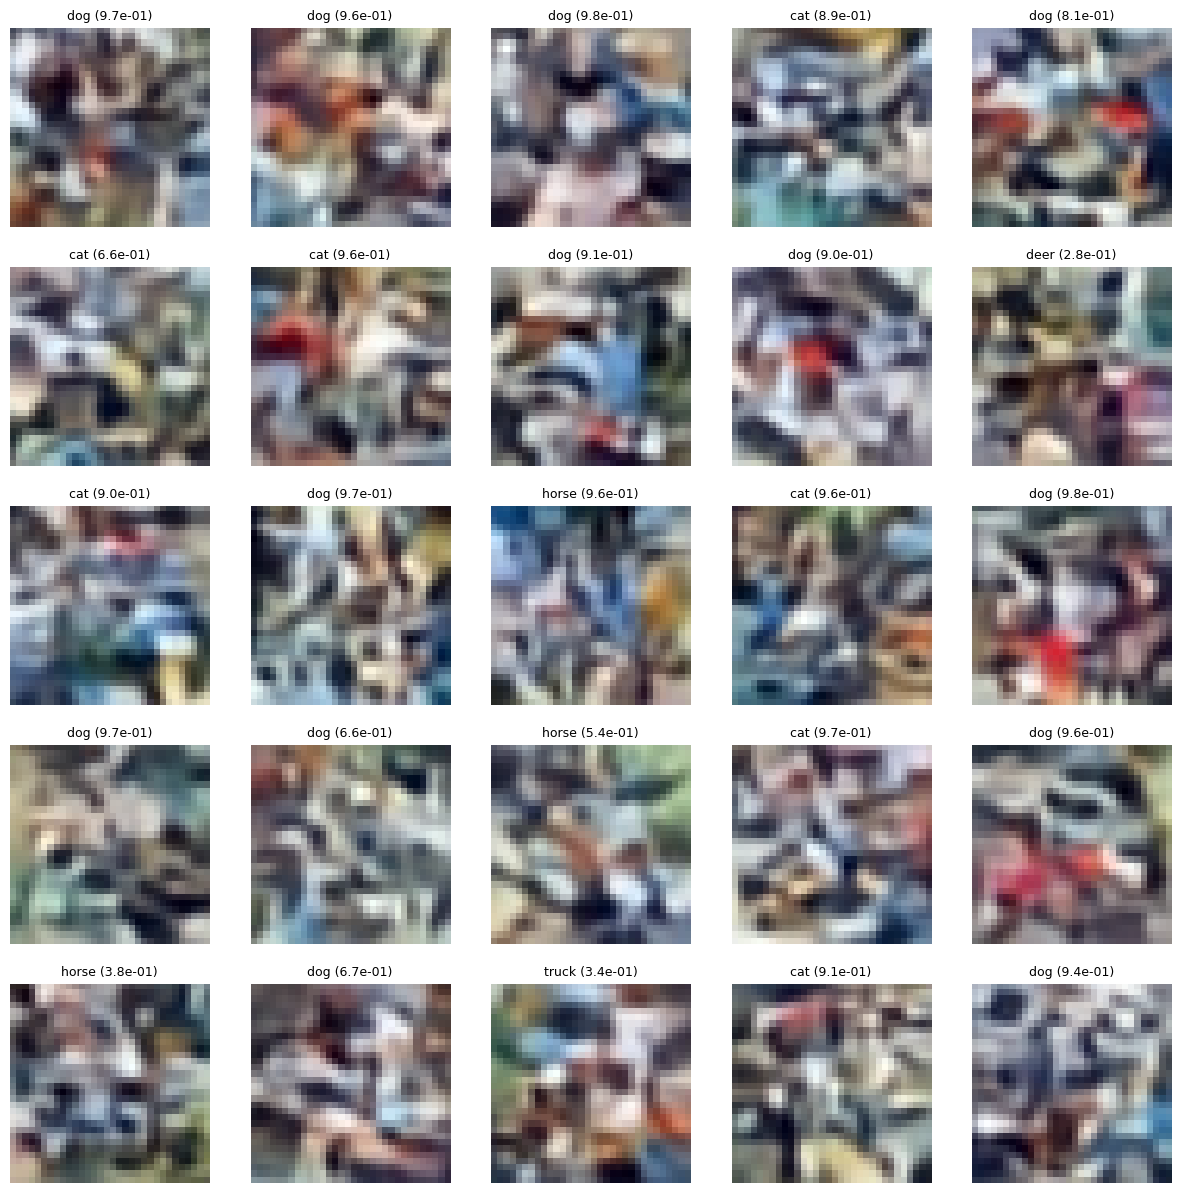 dog (9.7e-01) dog (9.6e-01) dog (9.8e-01) cat (8.9e-01) dog (8.1e-01)
cat (6.6e-01) cat (9.6e-01) dog (9.1e-01) dog (9.0e-01) deer (2.8e-01)
cat (9.0e-01) dog (9.7e-01) horse (9.6e-01) cat (9.6e-01) dog (9.8e-01)
dog (9.7e-01) dog (6.6e-01) horse (5.4e-01) cat (9.7e-01) dog (9.6e-01)
horse (3.8e-01) dog (6.7e-01) truck (3.4e-01) cat (9.1e-01) dog (9.4e-01)